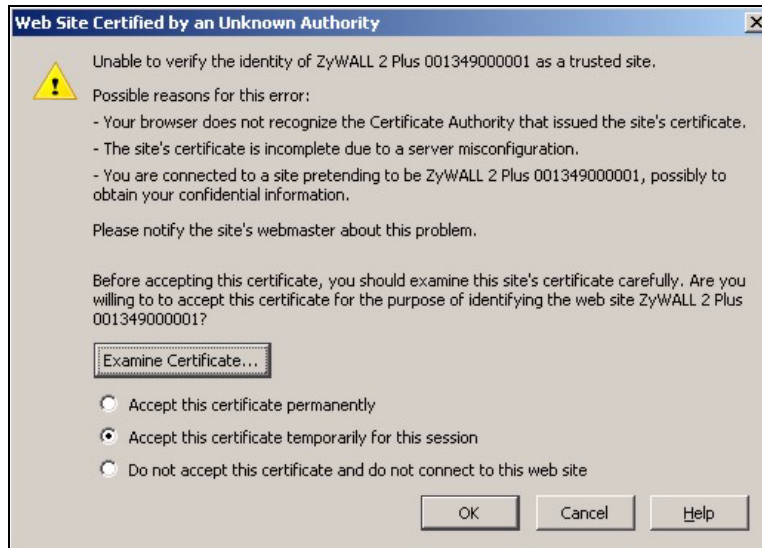 Web Site Certified by an Unknown Authority
Unable to verify the identity of ZyWALL 2 Plus 001349000001 as a trusted site.
Possible reasons for this error:
- Your browser does not recognize the Certificate Authority that issued the site's certificate.
- The site's certificate is incomplete due to a server misconfiguration.
- You are connected to a site pretending to be ZyWALL 2 Plus 001349000001, possibly to
obtain your confidential information.
Please notify the site's webmaster about this problem.
Before accepting this certificate, you should examine this site's certificate carefully. Are you
willing to to accept this certificate for the purpose of identifying the web site ZyWALL 2 Plus
001349000001?
Examine Certificate...
Accept this certificate permanently
Accept this certificate temporarily for this session
Do not accept this certificate and do not connect to this web site
OK Cancel Help